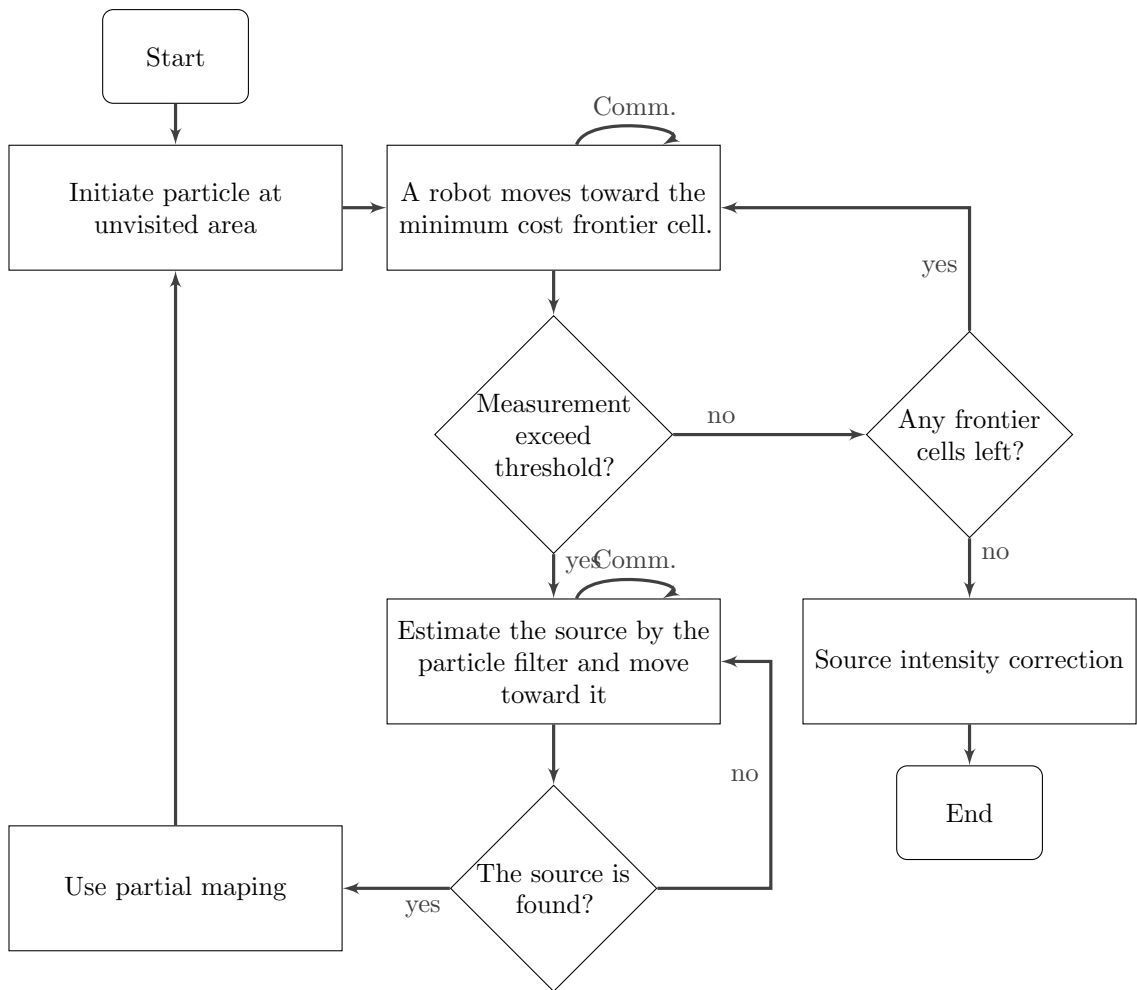 Start
Comm.
Initiate particle at
unvisited area
A robot moves toward the
minimum cost frontier cell.
yes
Measurement
exceed
threshold?
no
Any frontier
cells left?
yes
Comm.
no
Estimate the source by the
particle filter and move
toward it
Source intensity correction
no
End
Use partial maping
yes
The source is
found?